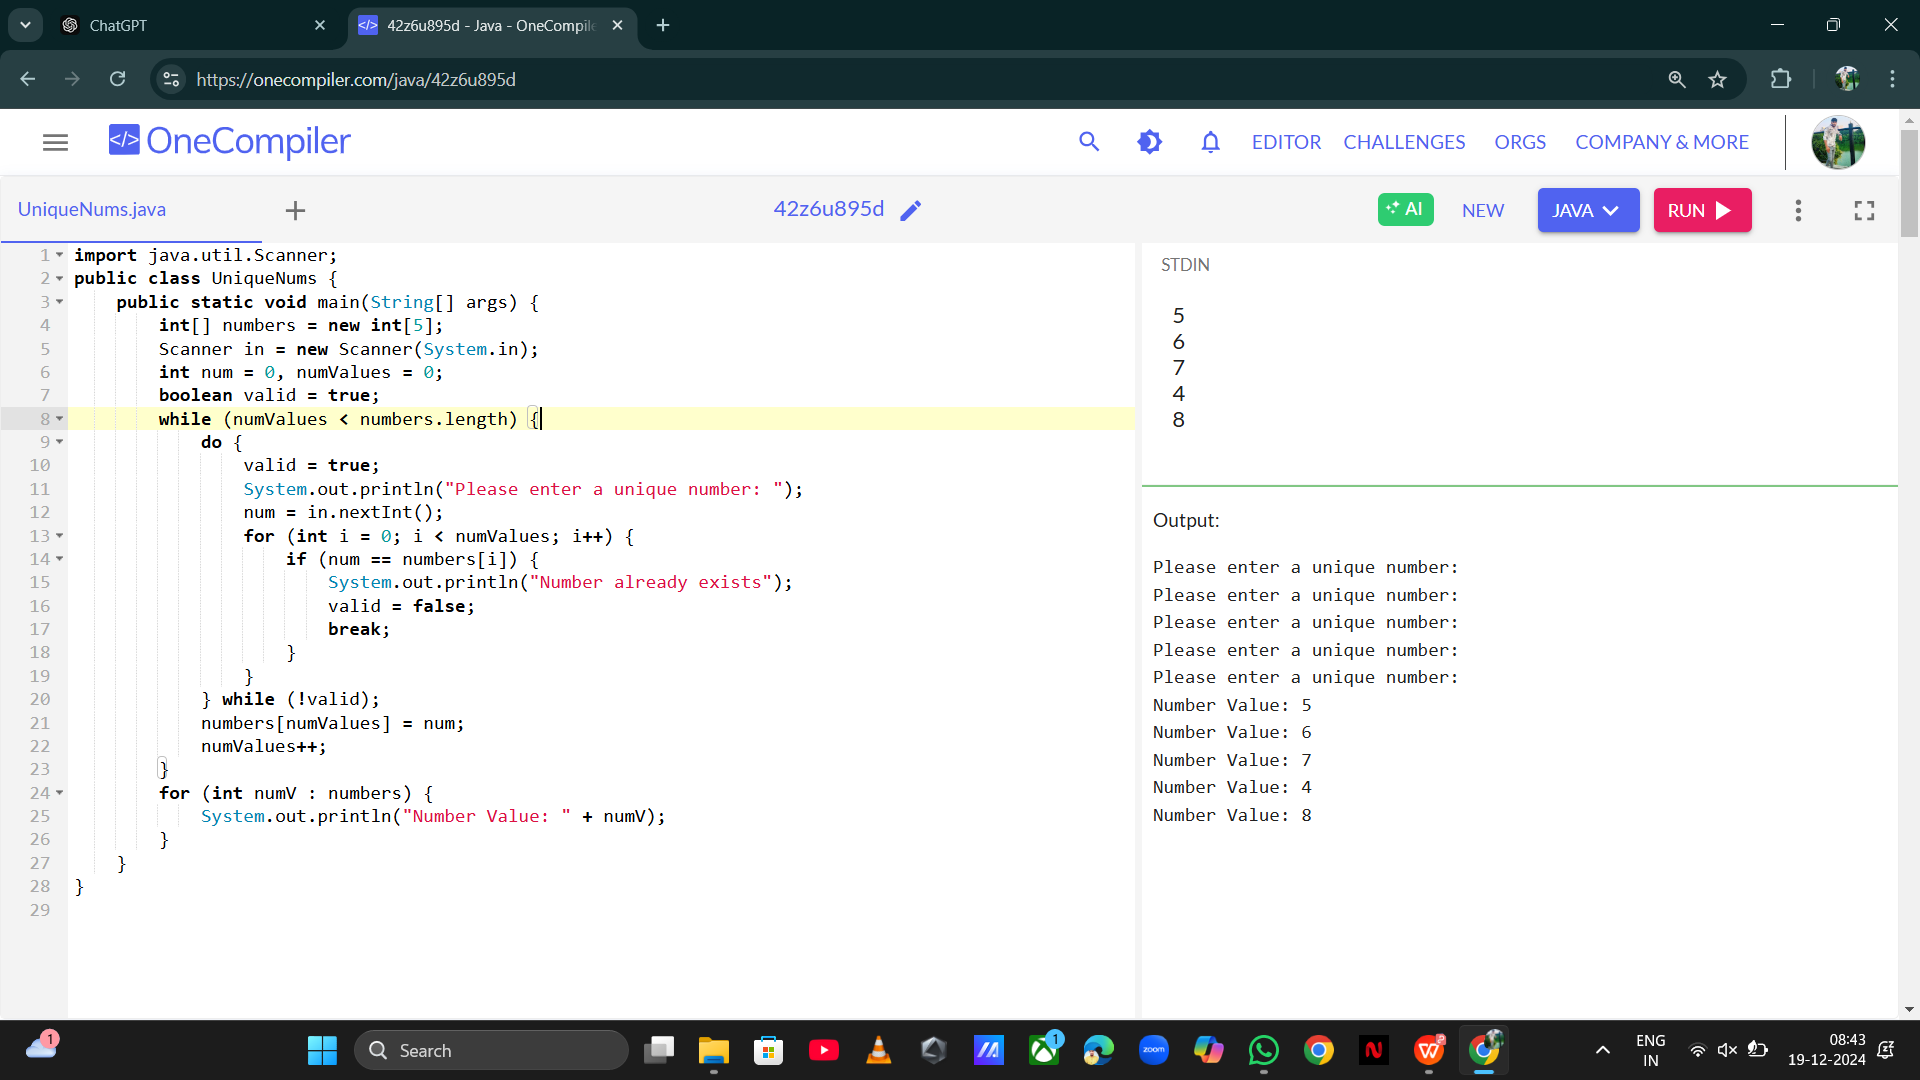 ChatGPT
42z6u895d - Java - OneCompile
https://onecompiler.com/java/42z6u895d
</> OneCompiler
EDITOR CHALLENGES ORGS COMPANY & MORE
UniqueNums.java
42z6u895d
AI NEW JAVA RUN
1 import java.util.Scanner;
2 public class UniqueNums {
3 public static void main(String[] args) {
4 int[] numbers = new int[5];
5 Scanner in = new Scanner(System.in);
6 int num = 0, numValues = 0;
7 boolean valid = true;
8 while (numValues < numbers.length) {
9 do {
10 valid = true;
11 System.out.println("Please enter a unique number: ");
12 num = in.nextInt();
13 for (int i = 0; i < numValues; i++) {
14 if (num == numbers[i]) {
15 System.out.println("Number already exists");
16 valid = false;
17 break;
18 }
19 }
20 } while (!valid);
21 numbers[numValues] = num;
22 numValues++;
23 }
24 for (int numV : numbers) {
25 System.out.println("Number Value: " + numV);
26 }
27 }
28 }
29
STDIN
5
6
7
4
8
Output:
Please enter a unique number:
Please enter a unique number:
Please enter a unique number:
Please enter a unique number:
Please enter a unique number:
Number Value: 5
Number Value: 6
Number Value: 7
Number Value: 4
Number Value: 8
1
Search
1
zoom
ENG
IN
08:43
19-12-2024